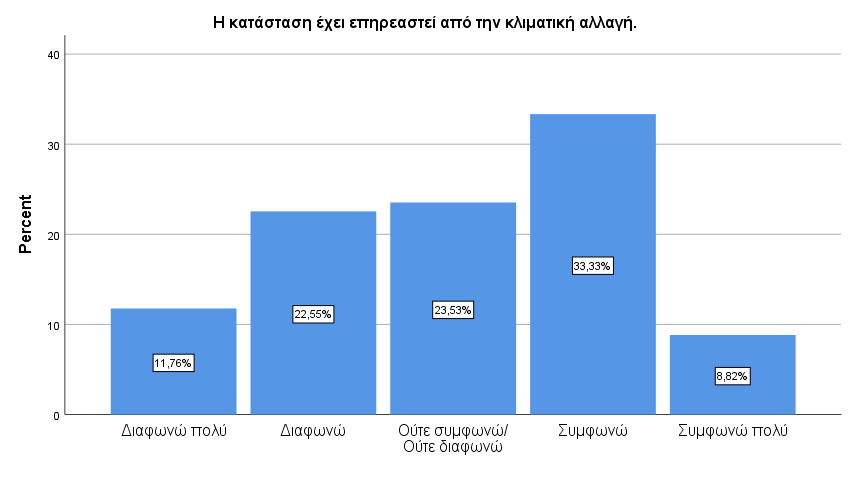 Η κατάσταση έχει επηρεαστεί από την κλιματική αλλαγή.
40
30
20
10
0
Percent
11,76%
22,55%
23,53%
33,33%
8,82%
Διαφωνώ πολύ
Διαφωνώ
Ούτε συμφωνώ/
Ούτε διαφωνώ
Συμφωνώ
Συμφωνώ πολύ